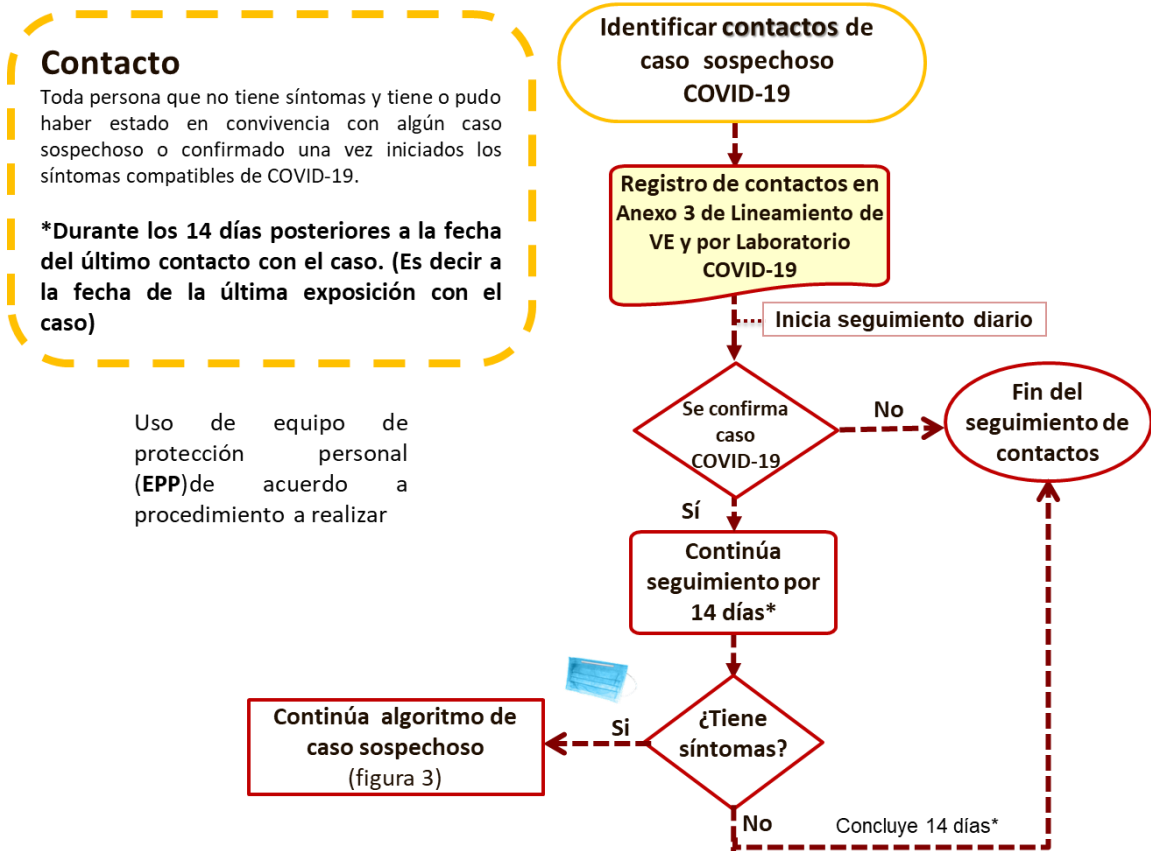 Contacto
Toda persona que no tiene síntomas y tiene o pudo
haber estado en convivencia con algún caso
sospechoso o confirmado una vez iniciados los
síntomas compatibles de COVID-19.
*Durante los 14 días posteriores a la fecha
del último contacto con el caso. (Es decir a
la fecha de la última exposición con el
caso)
Uso de equipo de
protección personal
(EPP)de acuerdo a
procedimiento a realizar
Identificar contactos de
caso sospechoso
COVID-19
Registro de contactos en
Anexo 3 de Lineamiento de
VE y por Laboratorio
COVID-19
Inicia seguimiento diario
Se confirma
caso
COVID-19
No
Fin del
seguimiento de
contactos
Sí
Continúa
seguimiento por
14 días*
¿Tiene
síntomas?
Si
Continúa algoritmo de
caso sospechoso
(figura 3)
No
Concluye 14 días*